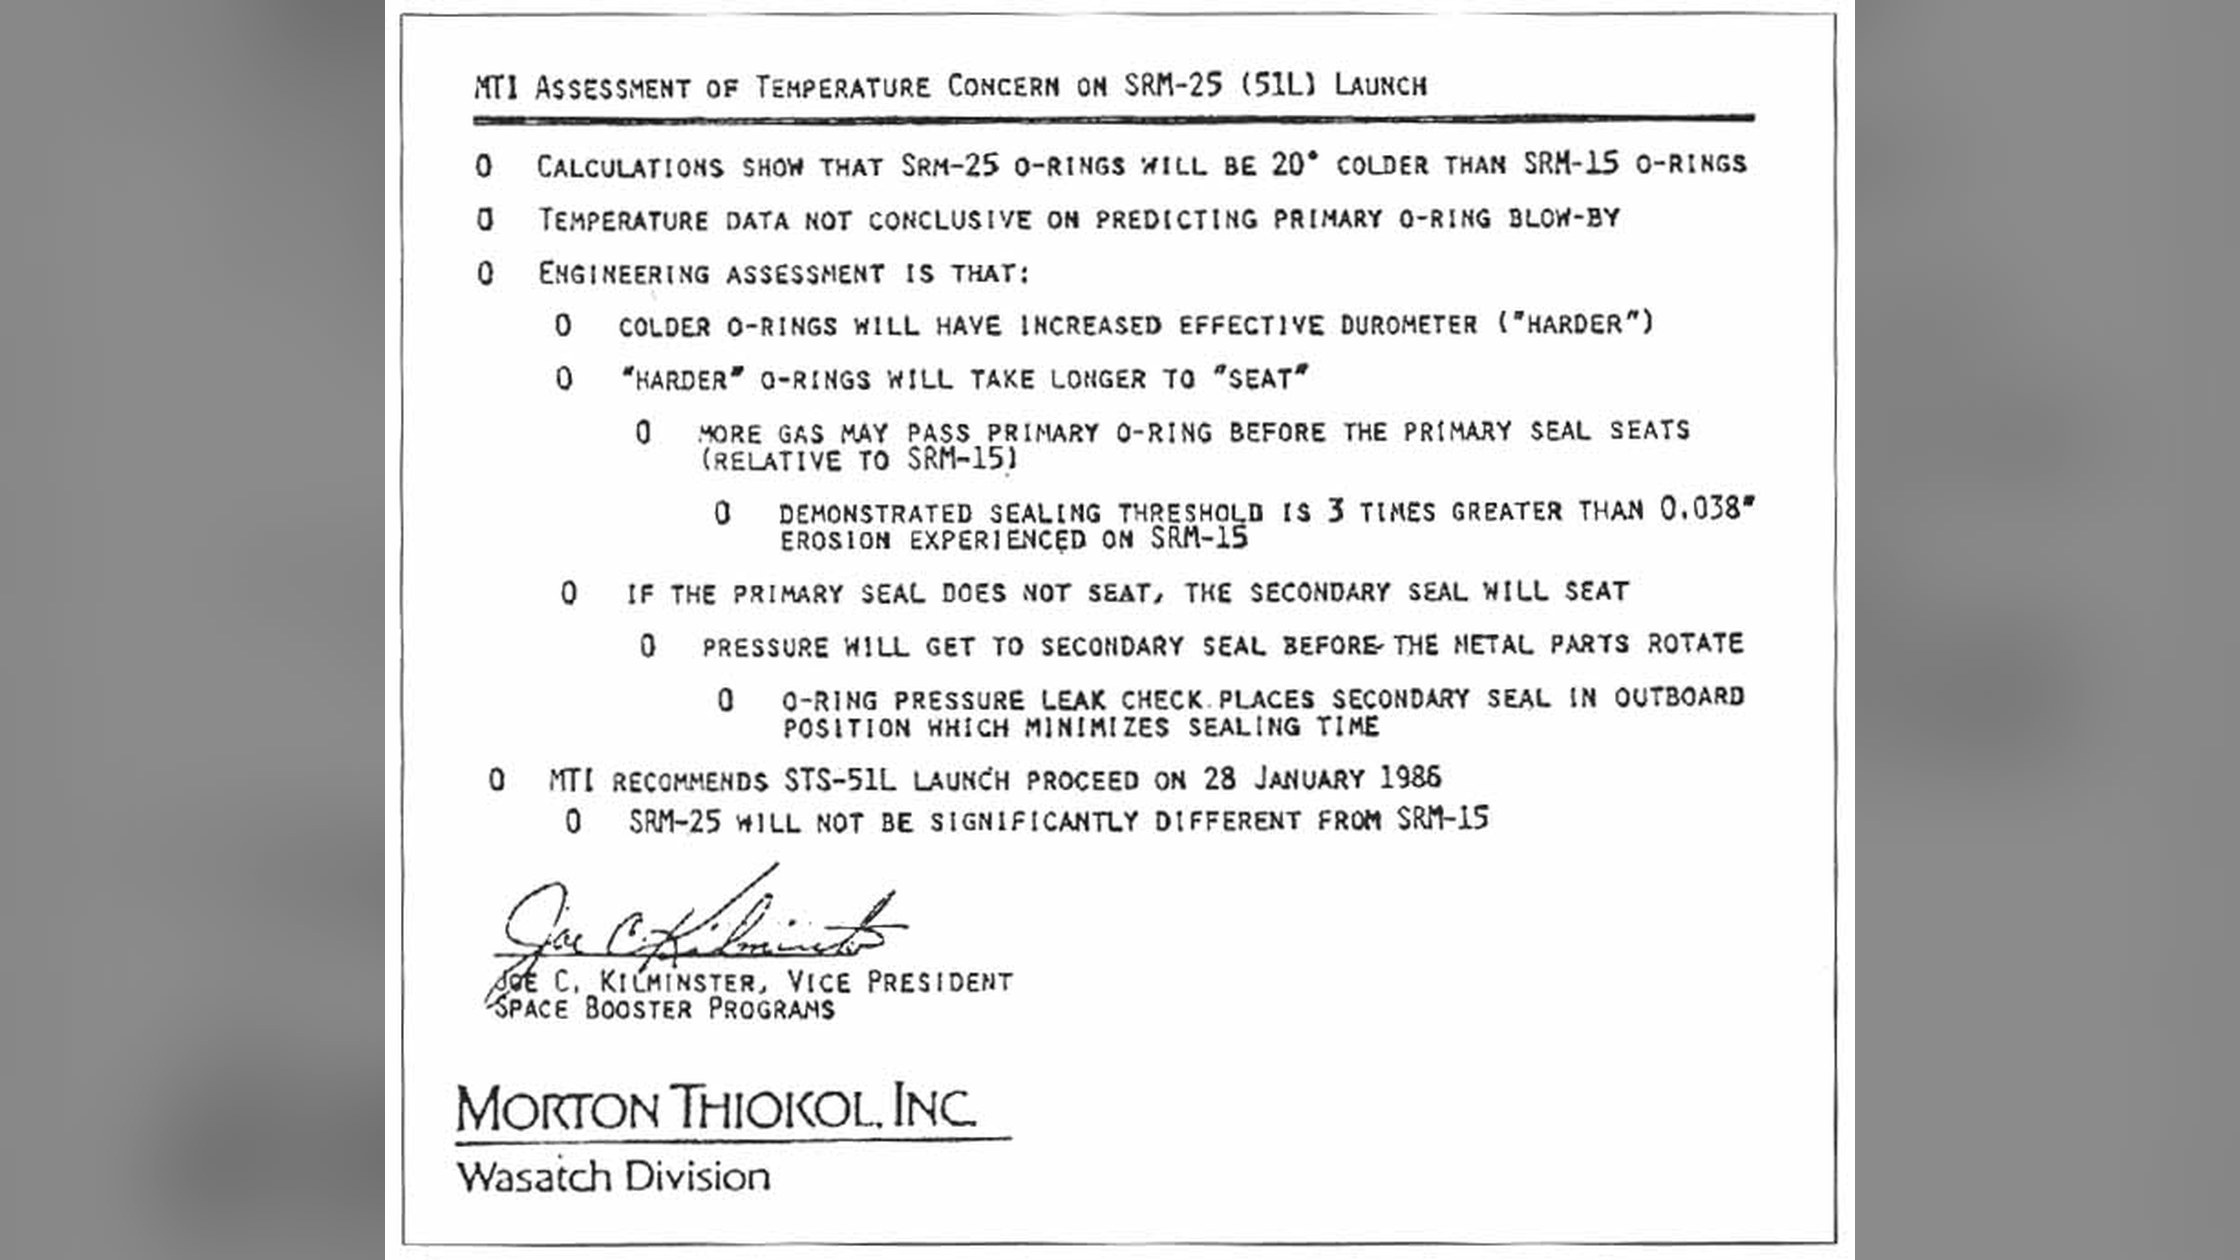 MTI ASSESSMENT OF TEMPERATURE CONCERN ON SRM-25 (51L) LAUNCH
O CALCULATIONS SHOW THAT SRM-25 O-RINGS WILL BE 20° COLDER THAN SRM-15 O-RINGS
O TEMPERATURE DATA NOT CONCLUSIVE ON PREDICTING PRIMARY O-RING BLOW-BY
O ENGINEERING ASSESSMENT IS THAT:
O COLDER O-RINGS WILL HAVE INCREASED EFFECTIVE DUROMETER ("HARDER")
O "HARDER" O-RINGS WILL TAKE LONGER TO "SEAT"
O MORE GAS MAY PASS PRIMARY O-RING BEFORE THE PRIMARY SEAL SEATS
(RELATIVE TO SRM-15)
O DEMONSTRATED SEALING THRESHOLD IS 3 TIMES GREATER THAN 0.038"
EROSION EXPERIENCED ON SRM-15
O IF THE PRIMARY SEAL DOES NOT SEAT, THE SECONDARY SEAL WILL SEAT
O PRESSURE WILL GET TO SECONDARY SEAL BEFORE THE METAL PARTS ROTATE
O O-RING PRESSURE LEAK CHECK PLACES SECONDARY SEAL IN OUTBOARD
POSITION WHICH MINIMIZES SEALING TIME
O MTI RECOMMENDS STS-51L LAUNCH PROCEED ON 28 JANUARY 1986
O SRM-25 WILL NOT BE SIGNIFICANTLY DIFFERENT FROM SRM-15
Joe C. Kilminster
JOE C. KILMINSTER, VICE PRESIDENT
SPACE BOOSTER PROGRAMS
MORTON THIOKOL, INC.
Wasatch Division